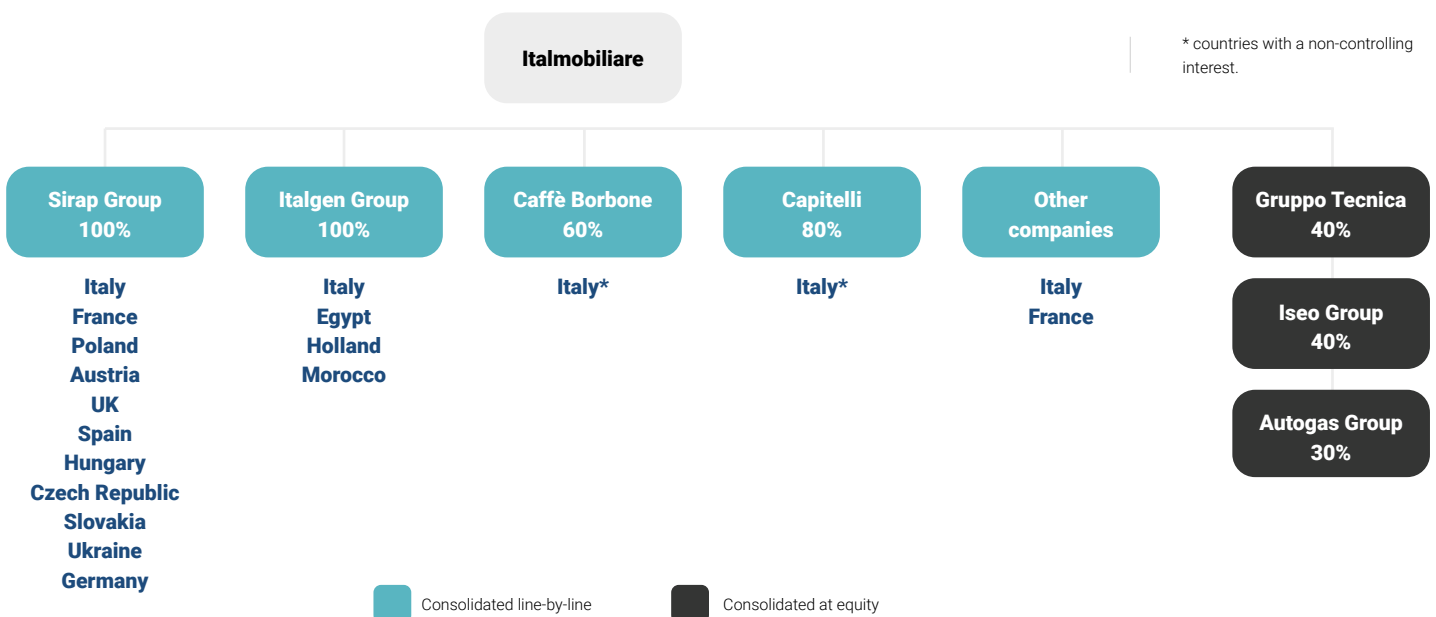 Italmobiliare
* countries with a non-controlling
interest.
Sirap Group
100%
Italy
France
Poland
Austria
UK
Spain
Hungary
Czech Republic
Slovakia
Ukraine
Germany
Italgen Group
100%
Italy
Egypt
Holland
Morocco
Caffè Borbone
60%
Italy*
Capitelli
80%
Italy*
Other
companies
Italy
France
Gruppo Tecnica
40%
Iseo Group
40%
Autogas Group
30%
Consolidated line-by-line
Consolidated at equity